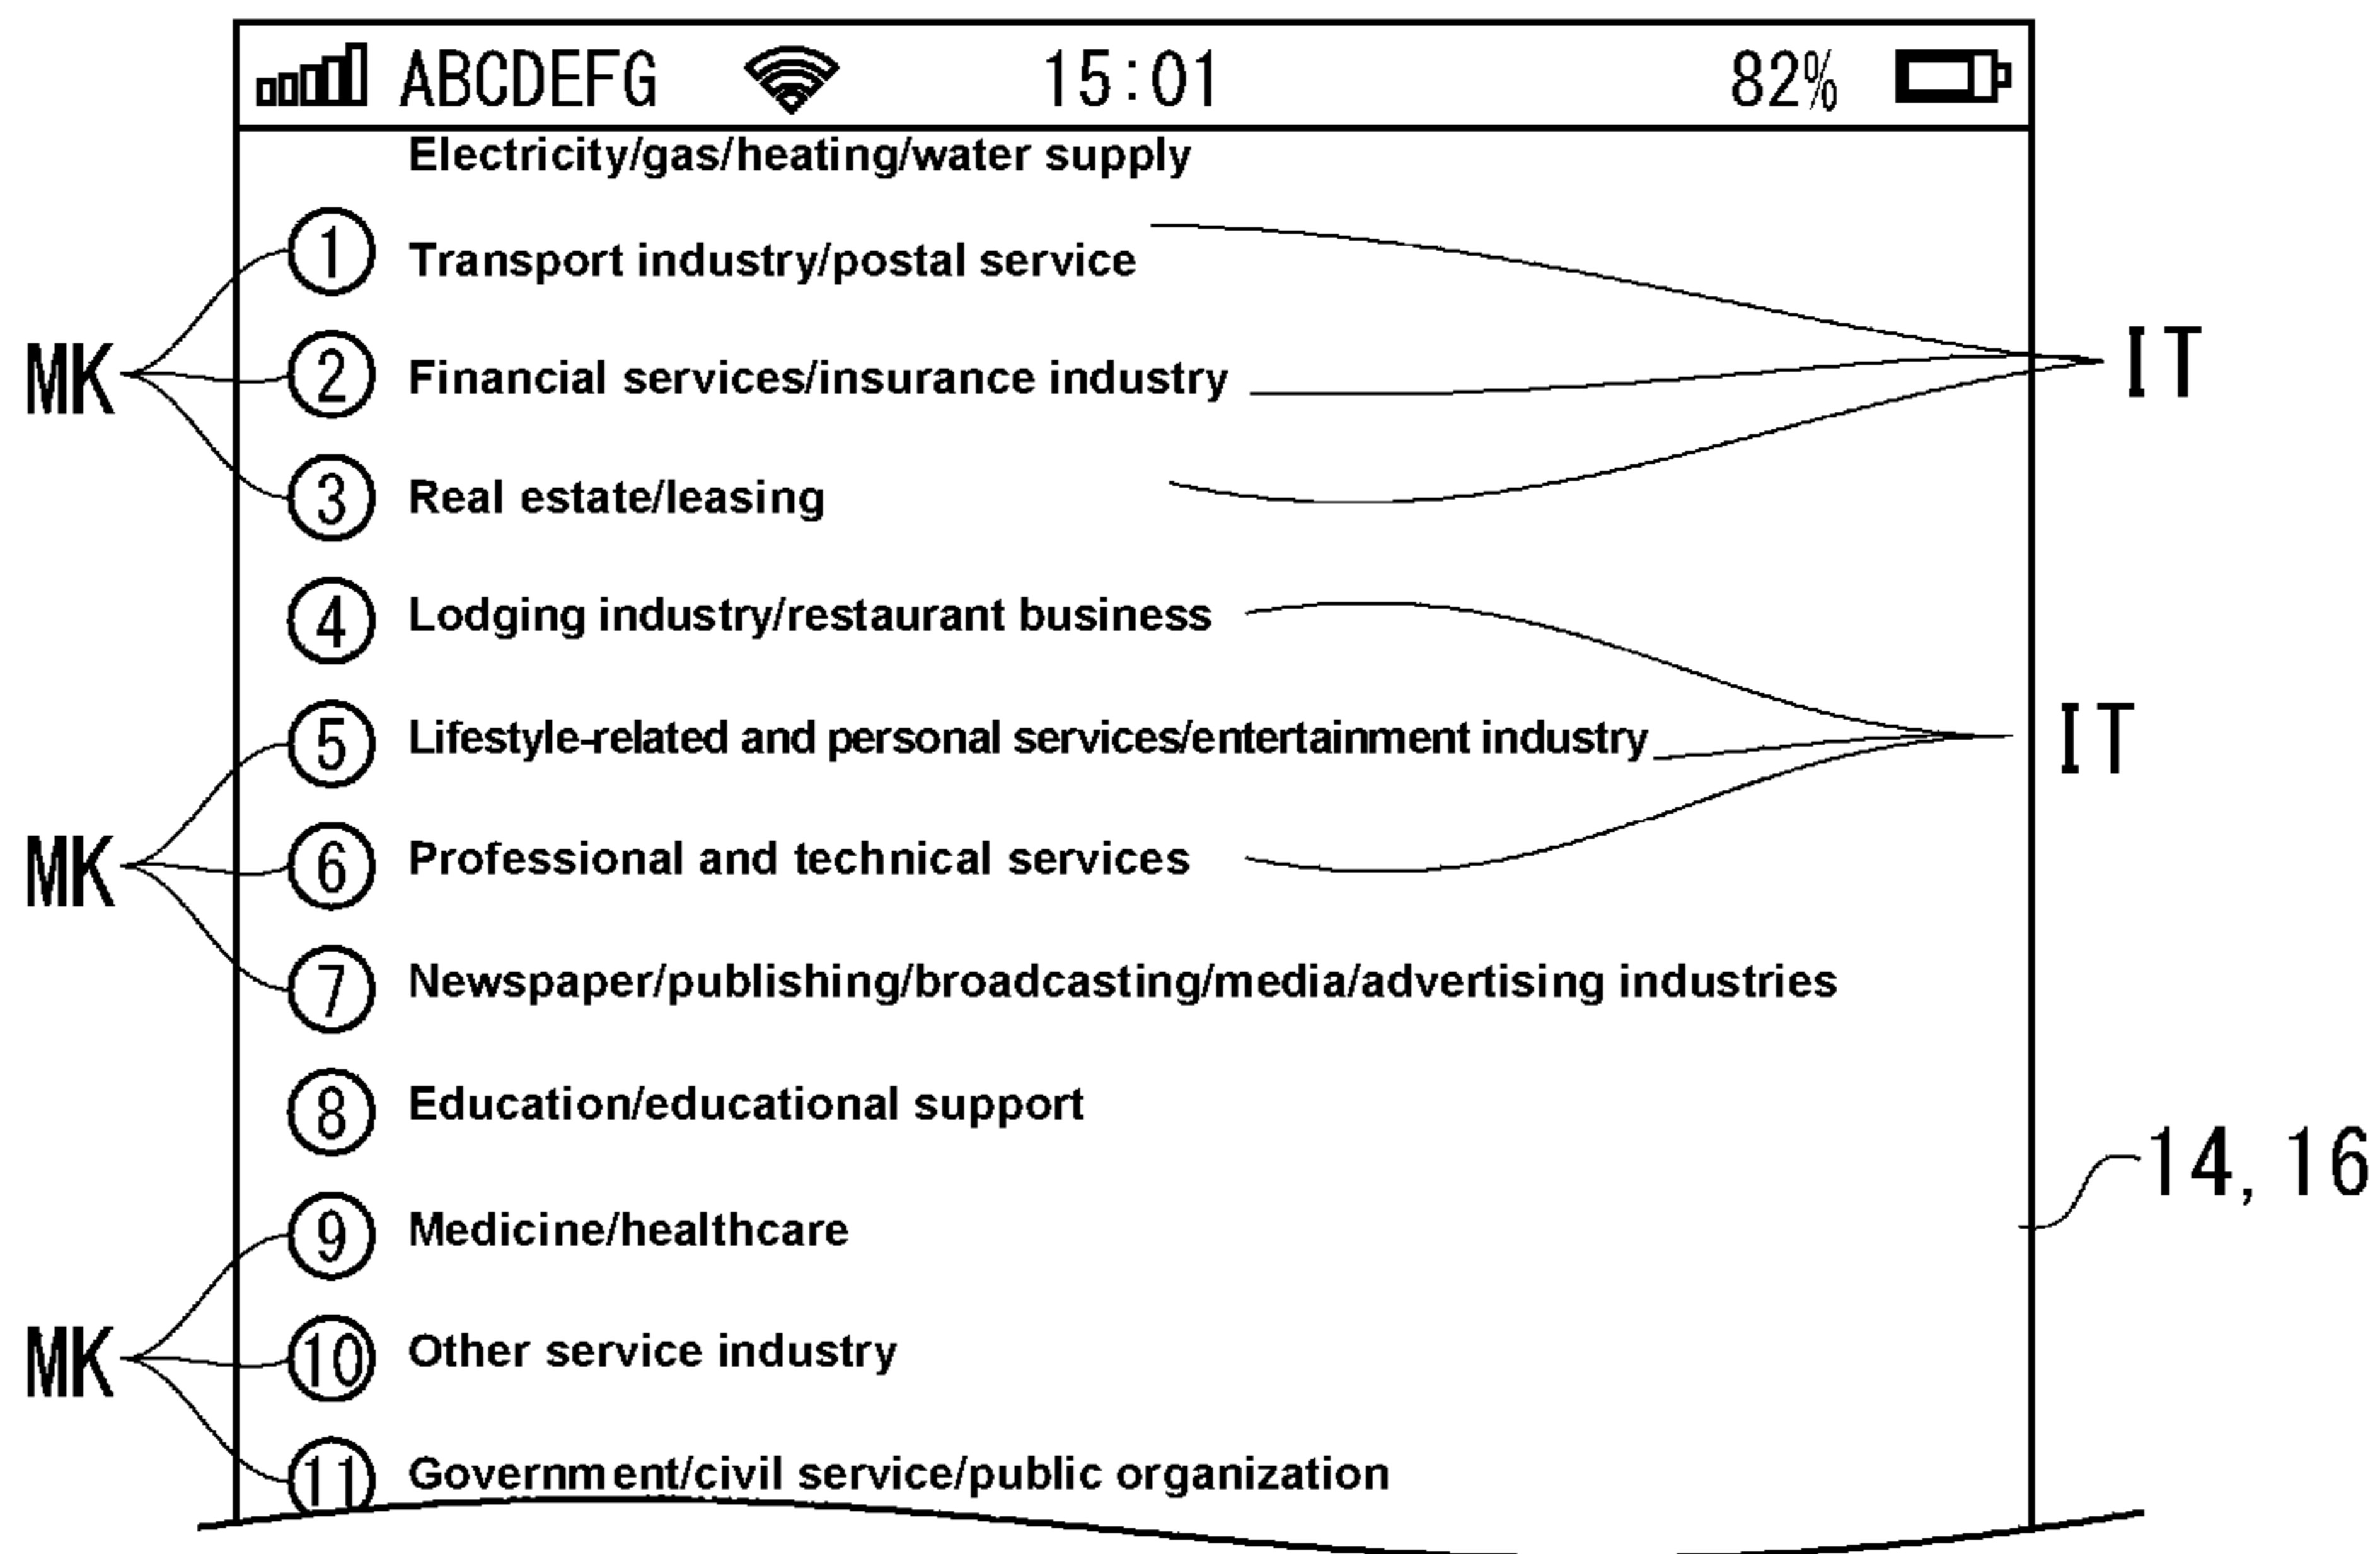 ABCDEFG 15:01 82%
Electricity/gas/heating/water supply
① Transport industry/postal service
MK ② Financial services/insurance industry IT
③ Real estate/leasing
④ Lodging industry/restaurant business
⑤ Lifestyle-related and personal services/entertainment industry IT
MK ⑥ Professional and technical services
⑦ Newspaper/publishing/broadcasting/media/advertising industries
⑧ Education/educational support
14, 16
⑨ Medicine/healthcare
MK ⑩ Other service industry
⑪ Government/civil service/public organization